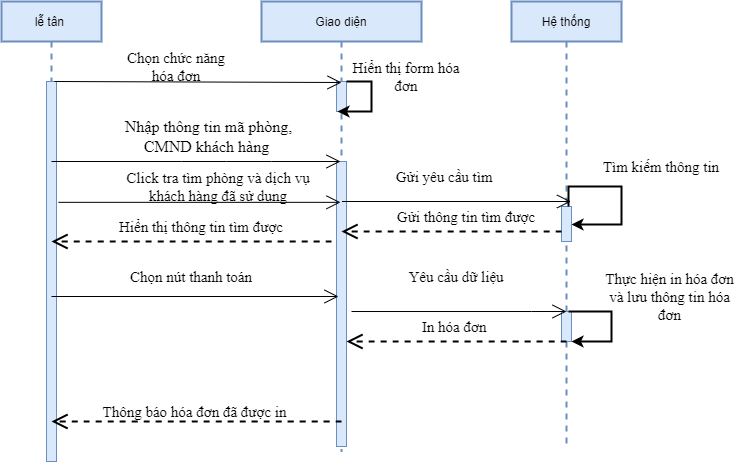 lễ tân
Giao diện
Hệ thống
Chọn chức năng
hóa đơn
Hiển thị form hóa
đơn
Nhập thông tin mã phòng,
CMND khách hàng
Click tra tìm phòng và dịch vụ
khách hàng đã sử dung
Gửi yêu cầu tìm
Tìm kiếm thông tin
Gửi thông tin tìm được
Hiển thị thông tin tìm được
Chọn nút thanh toán
Yêu cầu dữ liệu
Thực hiện in hóa đơn
và lưu thông tin hóa
đơn
In hóa đơn
Thông báo hóa đơn đã được in